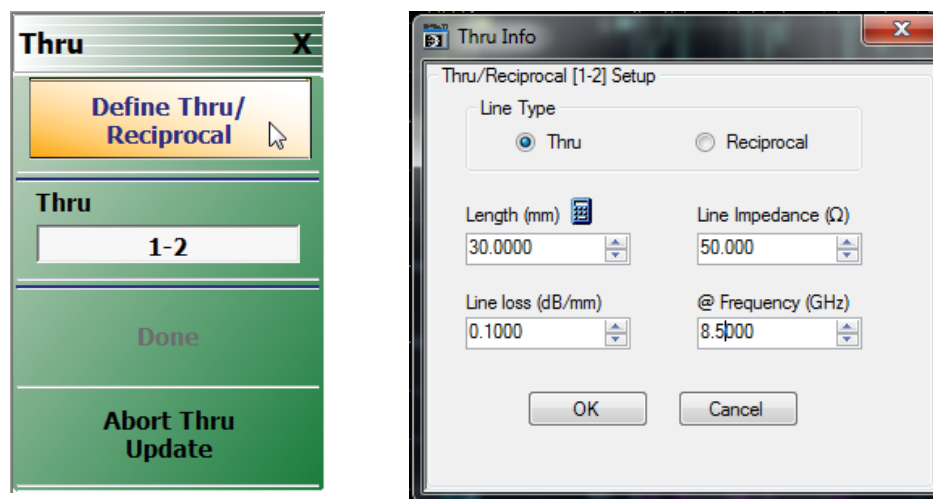 Thru X
Define Thru/
Reciprocal
Thru
1-2
Done
Abort Thru
Update
Thru Info
X
Thru/Reciprocal [1-2] Setup
Line Type
Thru Reciprocal
Length (mm) Line Impedance (Ω)
30.0000 50.000
Line loss (dB/mm) @ Frequency (GHz)
0.1000 8.5000
OK Cancel